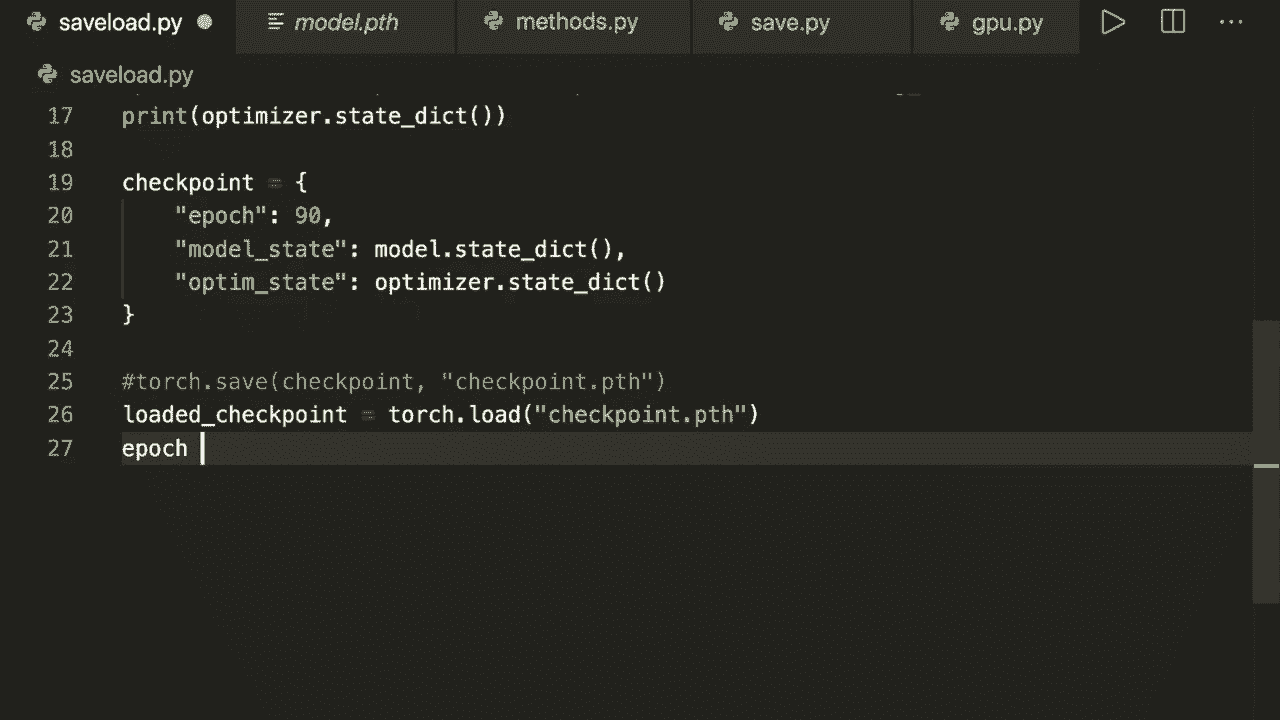 saveload.py model.pth methods.py save.py gpu.py
saveload.py
17 print(optimizer.state_dict())
18
19 checkpoint = {
20 "epoch": 90,
21 "model_state": model.state_dict(),
22 "optim_state": optimizer.state_dict()
23 }
24
25 #torch.save(checkpoint, "checkpoint.pth")
26 loaded_checkpoint = torch.load("checkpoint.pth")
27 epoch